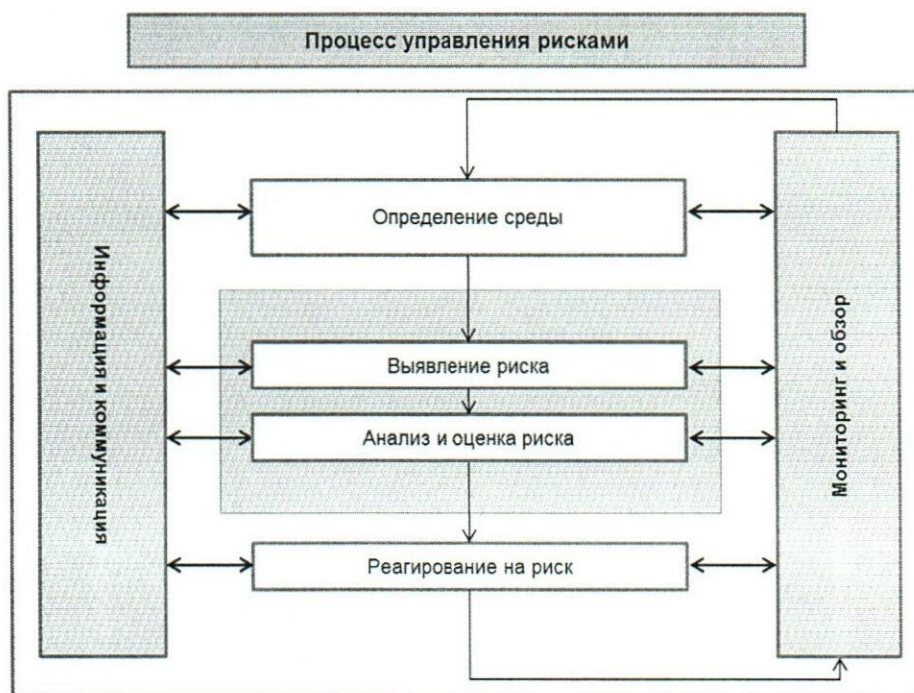 Процесс управления рисками
Информация и коммуникация
Определение среды
Выявление риска
Анализ и оценка риска
Реагирование на риск
Мониторинг и обзор